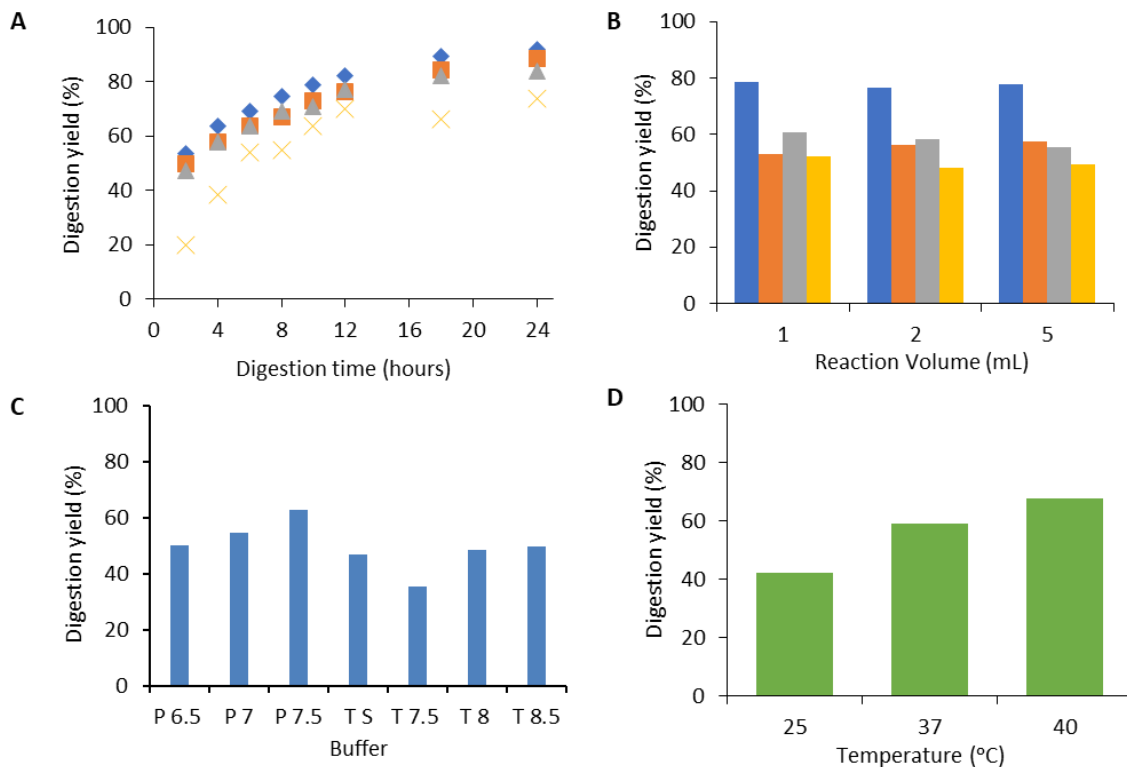 A
Digestion yield (%)
100
80
60
40
20
0
0 4 8 12 16 20 24
Digestion time (hours)
B
Digestion yield (%)
100
80
60
40
20
0
1 2 5
Reaction Volume (mL)
C
Digestion yield (%)
100
80
60
40
20
0
P 6.5 P 7 P 7.5 T S T 7.5 T 8 T 8.5
Buffer
D
Digestion yield (%)
100
80
60
40
20
0
25 37 40
Temperature (ºC)